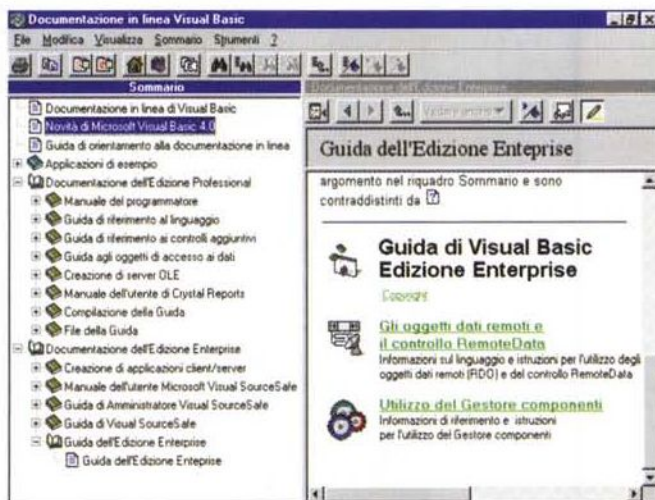 Documentazione in linea Visual Basic
File Modifica Visualizza Sommario Strumenti ?
Sommario
Documentazione in linea di Visual Basic
Novità di Microsoft Visual Basic 4.0
Guida di orientamento alla documentazione in linea
Applicazioni di esempio
Documentazione dell'Edizione Professional
Manuale del programmatore
Guida di riferimento al linguaggio
Guida di riferimento ai controlli aggiuntivi
Guida agli oggetti di accesso ai dati
Creazione di server OLE
Manuale dell'utente di Crystal Reports
Compilazione della Guida
File della Guida
Documentazione dell'Edizione Enterprise
Creazione di applicazioni client/server
Manuale dell'utente Microsoft Visual SourceSafe
Guida di Amministratore Visual SourceSafe
Guida di Visual SourceSafe
Guida dell'Edizione Enterprise
Guida dell'Edizione Enteprise
Documentazione dell'Edizione Enterprise
Guida dell'Edizione Enteprise
argomento nel riquadro Sommario e sono
contraddistinti da ?
Guida di Visual Basic
Edizione Enterprise
Copyright
Gli oggetti dati remoti e
il controllo RemoteData
Informazioni sul linguaggio e istruzioni per l'utilizzo degli
oggetti dati remoti (RDO) e del controllo RemoteData
Utilizzo del Gestore componenti
Informazioni di riferimento e istruzioni
per l'utilizzo del Gestore componenti